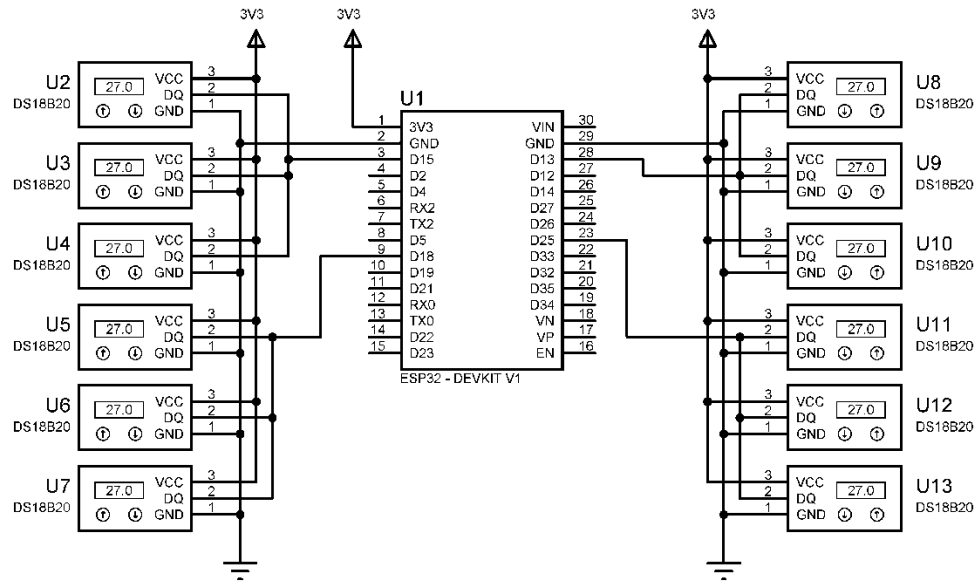 3V3
3V3
3V3
U2
DS18B20
27.0
VCC 3
DQ 2
GND 1
U3
DS18B20
27.0
VCC 3
DQ 2
GND 1
U4
DS18B20
27.0
VCC 3
DQ 2
GND 1
U5
DS18B20
27.0
VCC 3
DQ 2
GND 1
U6
DS18B20
27.0
VCC 3
DQ 2
GND 1
U7
DS18B20
27.0
VCC 3
DQ 2
GND 1
U1
1 3V3 VIN 30
2 GND GND 29
3 D15 D13 28
4 D2 D12 27
5 D4 D14 26
6 RX2 D27 25
7 TX2 D26 24
8 D5 D25 23
9 D18 D33 22
10 D19 D32 21
11 D21 D35 20
12 RX0 D34 19
13 TX0 VN 18
14 D22 VP 17
15 D23 EN 16
ESP32 - DEVKIT V1
U8
DS18B20
3 VCC
2 DQ
1 GND
27.0
U9
DS18B20
3 VCC
2 DQ
1 GND
27.0
U10
DS18B20
3 VCC
2 DQ
1 GND
27.0
U11
DS18B20
3 VCC
2 DQ
1 GND
27.0
U12
DS18B20
3 VCC
2 DQ
1 GND
27.0
U13
DS18B20
3 VCC
2 DQ
1 GND
27.0